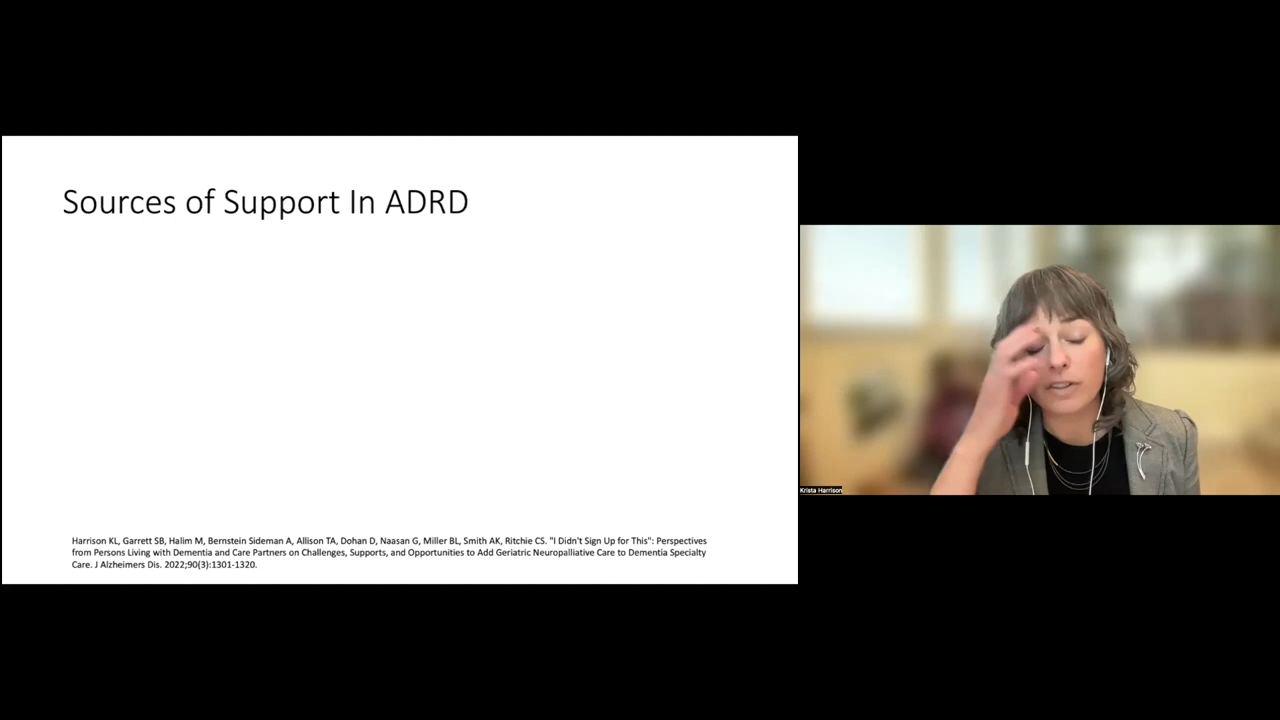 Sources of Support In ADRD
Harrison KL, Garrett SB, Halim M, Bernstein Sideman A, Allison TA, Dohan D, Naasan G, Miller BL, Smith AK, Ritchie CS. "I Didn't Sign Up for This": Perspectives
from Persons Living with Dementia and Care Partners on Challenges, Supports, and Opportunities to Add Geriatric Neuropalliative Care to Dementia Specialty
Care. J Alzheimers Dis. 2022;90(3):1301-1320.
Krista Harrison